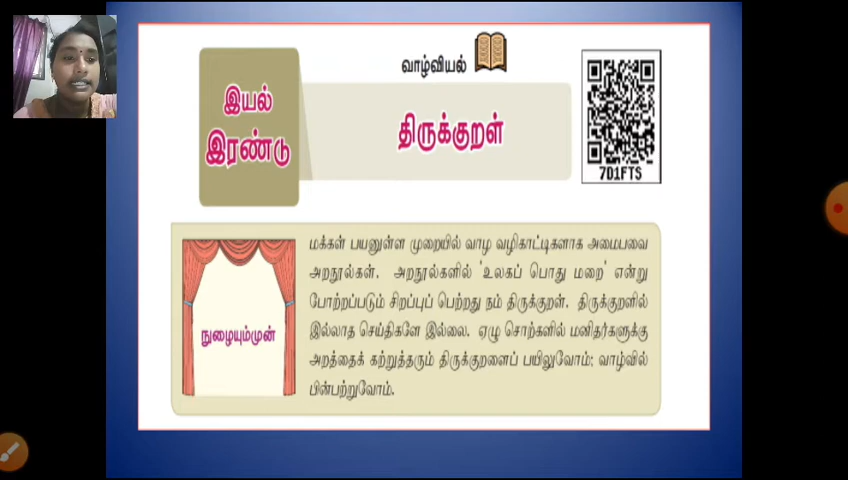 வாழ்வியல்
இயல்
இரண்டு
திருக்குறள்
7D1FTS
மக்கள் பயனுள்ள முறையில் வாழ வழிகாட்டிகளாக அமைபவை
அறநூல்கள். அறநூல்களில் 'உலகப் பொது மறை' என்று
போற்றப்படும் சிறப்புப் பெற்றது நம் திருக்குறள். திருக்குறளில்
இல்லாத செய்திகளே இல்லை. ஏழு சொற்களில் மனிதர்களுக்கு
அறத்தைக் கற்றுத்தரும் திருக்குறளைப் பயிலுவோம்; வாழ்வில்
பின்பற்றுவோம்.
நுழையும்முன்